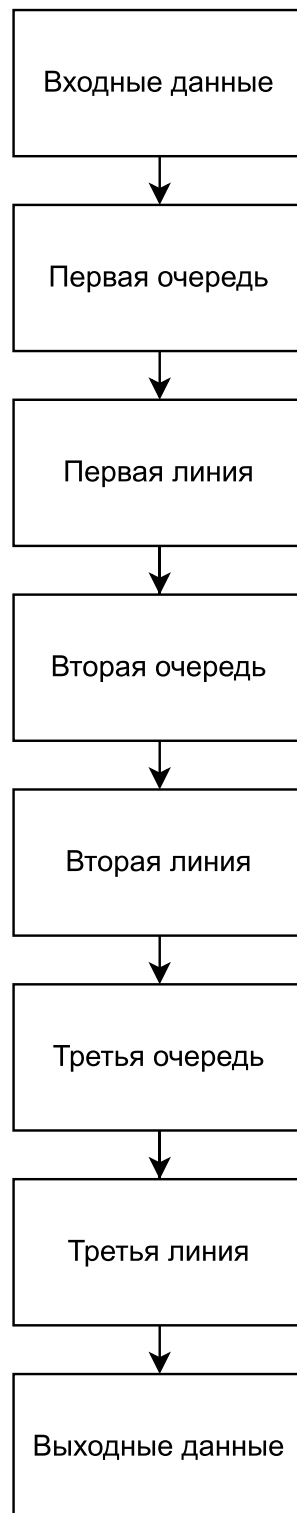 Входные данные
Первая очередь
Первая линия
Вторая очередь
Вторая линия
Третья очередь
Третья линия
Выходные данные